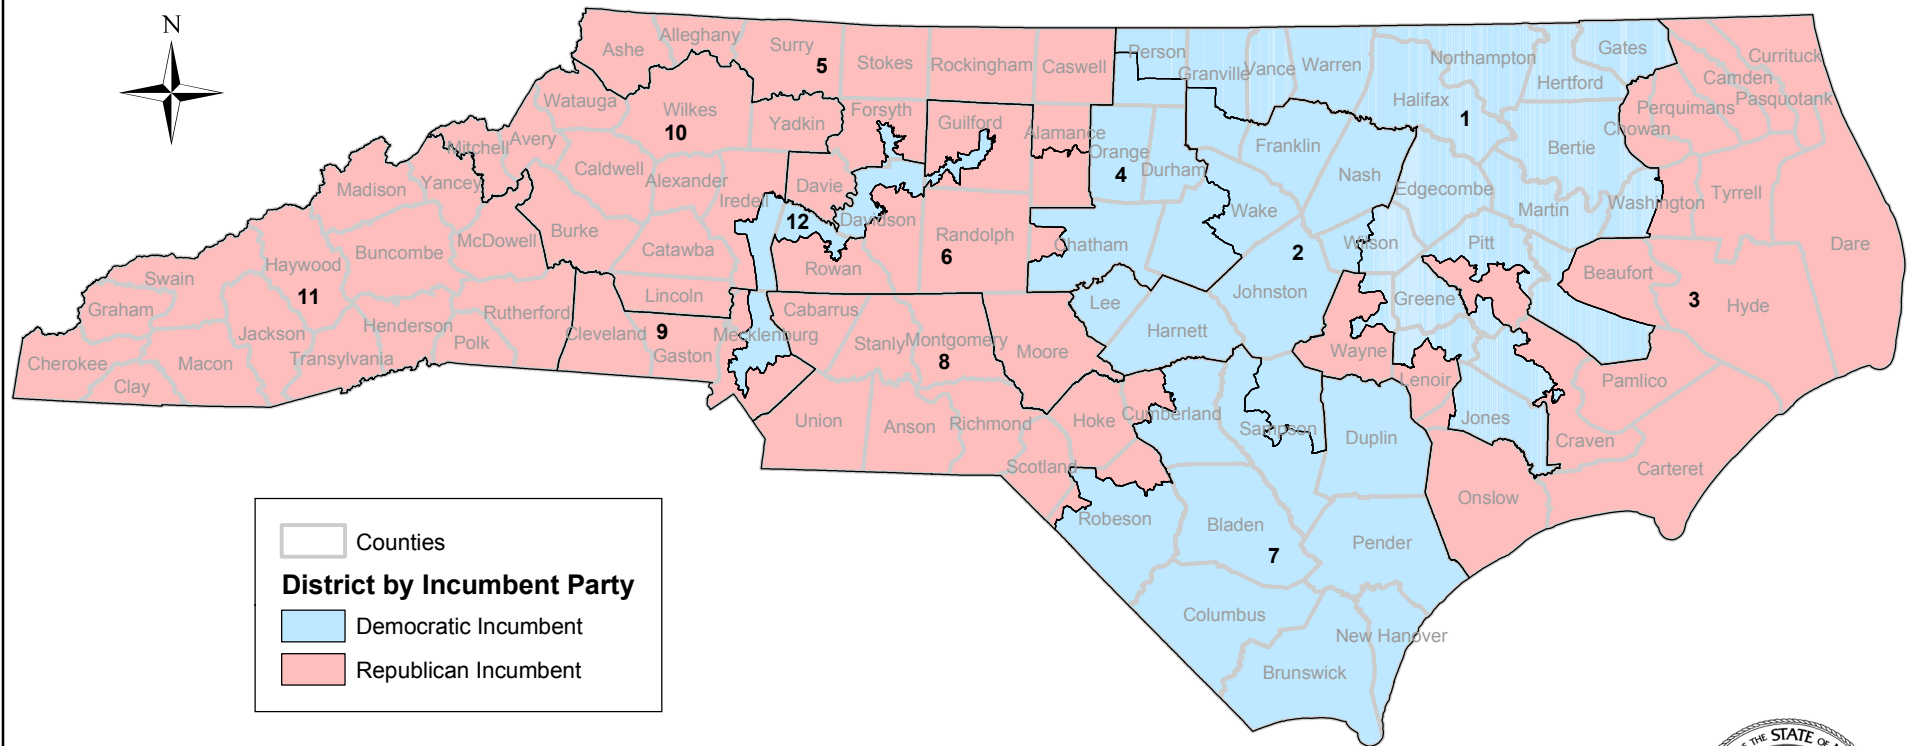 N
Ashe
Alleghany
Surry
5
Stokes
Rockingham
Caswell
Person
Granville
Vance
Warren
Northampton
Gates
Hertford
Currituck
Camden
Pasquotank
Perquimans
Chowan
Watauga
Wilkes
10
Yadkin
Forsyth
Guilford
Alamance
Orange
4
Durham
Franklin
Nash
Halifax
1
Bertie
Mitchell
Avery
Madison
Yancey
Caldwell
Alexander
Iredell
Davie
12
Davidson
Wake
Edgecombe
Martin
Washington
Tyrrell
Dare
Swain
Haywood
11
Buncombe
McDowell
Burke
Catawba
Rowan
Randolph
6
Chatham
2
Wilson
Pitt
Beaufort
3
Hyde
Graham
Jackson
Henderson
Rutherford
Lincoln
Cabarrus
Lee
Johnston
Greene
Cherokee
Macon
Transylvania
Polk
Cleveland
9
Gaston
Mecklenburg
Stanly
Montgomery
8
Moore
Harnett
Wayne
Clay
Lenoir
Pamlico
Union
Anson
Richmond
Hoke
Cumberland
Sampson
Duplin
Jones
Craven
Carteret
Scotland
Onslow
Robeson
Bladen
7
Pender
Columbus
New Hanover
Brunswick
Counties
District by Incumbent Party
Democratic Incumbent
Republican Incumbent
THE STATE OF